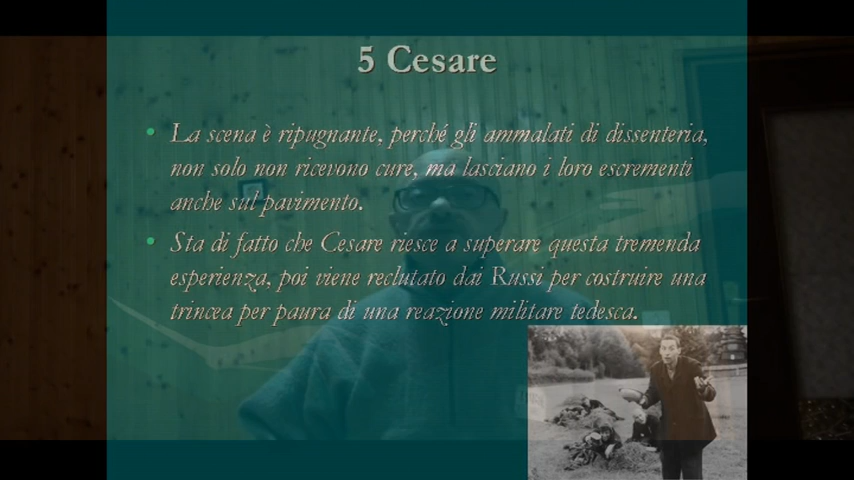 5 Cesare
• La scena è ripugnante, perché gli ammalati di dissenteria,
non solo non ricevono cure, ma lasciano i loro escrementi
anche sul pavimento.
• Sta di fatto che Cesare riesce a superare questa tremenda
esperienza, poi viene reclutato dai Russi per costruire una
trincea per paura di una reazione militare tedesca.